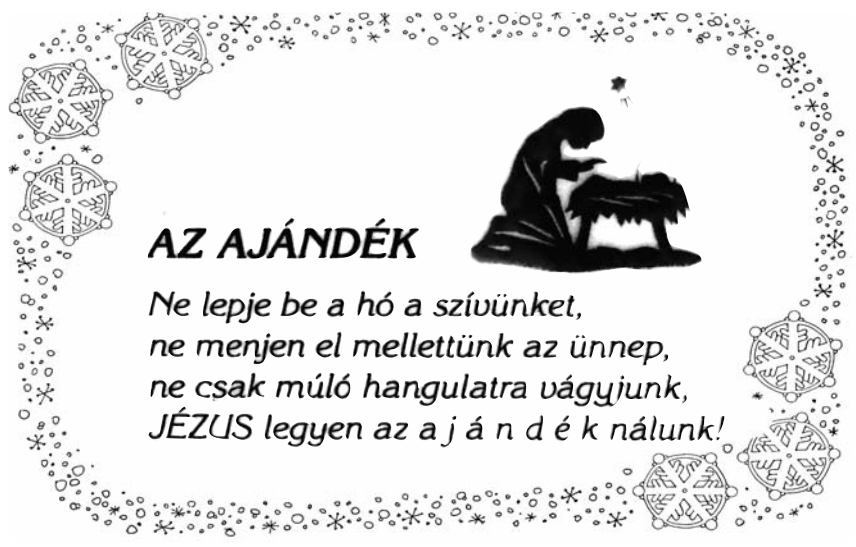 AZ AJÁNDÉK
Ne lepje be a hó a szívünket,
ne menjen el mellettünk az ünnep,
ne csak múló hangulatra vágyjunk,
JÉZUS legyen az a j á n d é k nálunk!